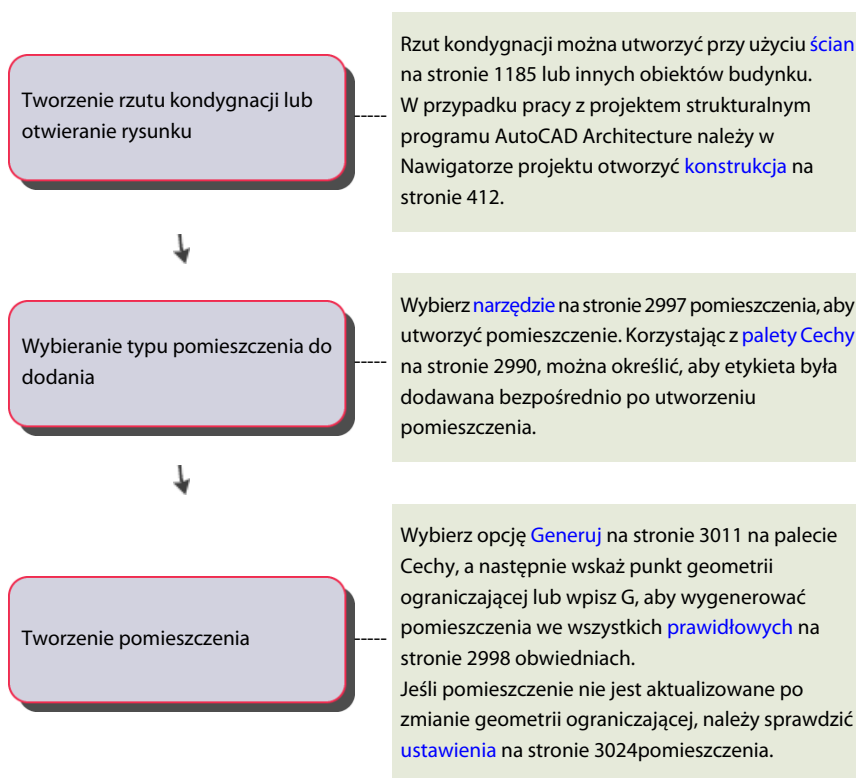 Tworzenie rzutu kondygnacji lub
otwieranie rysunku
Rzut kondygnacji można utworzyć przy użyciu ścian
na stronie 1185 lub innych obiektów budynku.
W przypadku pracy z projektem strukturalnym
programu AutoCAD Architecture należy w
Nawigatorze projektu otworzyć konstrukcja na
stronie 412.
Wybieranie typu pomieszczenia do
dodania
Wybierz narzędzie na stronie 2997 pomieszczenia, aby
utworzyć pomieszczenie. Korzystając z palety Cechy
na stronie 2990, można określić, aby etykieta była
dodawana bezpośrednio po utworzeniu
pomieszczenia.
Tworzenie pomieszczenia
Wybierz opcję Generuj na stronie 3011 na palecie
Cechy, a następnie wskaż punkt geometrii
ograniczającej lub wpisz G, aby wygenerować
pomieszczenia we wszystkich prawidłowych na
stronie 2998 obwiedniach.
Jeśli pomieszczenie nie jest aktualizowane po
zmianie geometrii ograniczającej, należy sprawdzić
ustawienia na stronie 3024pomieszczenia.